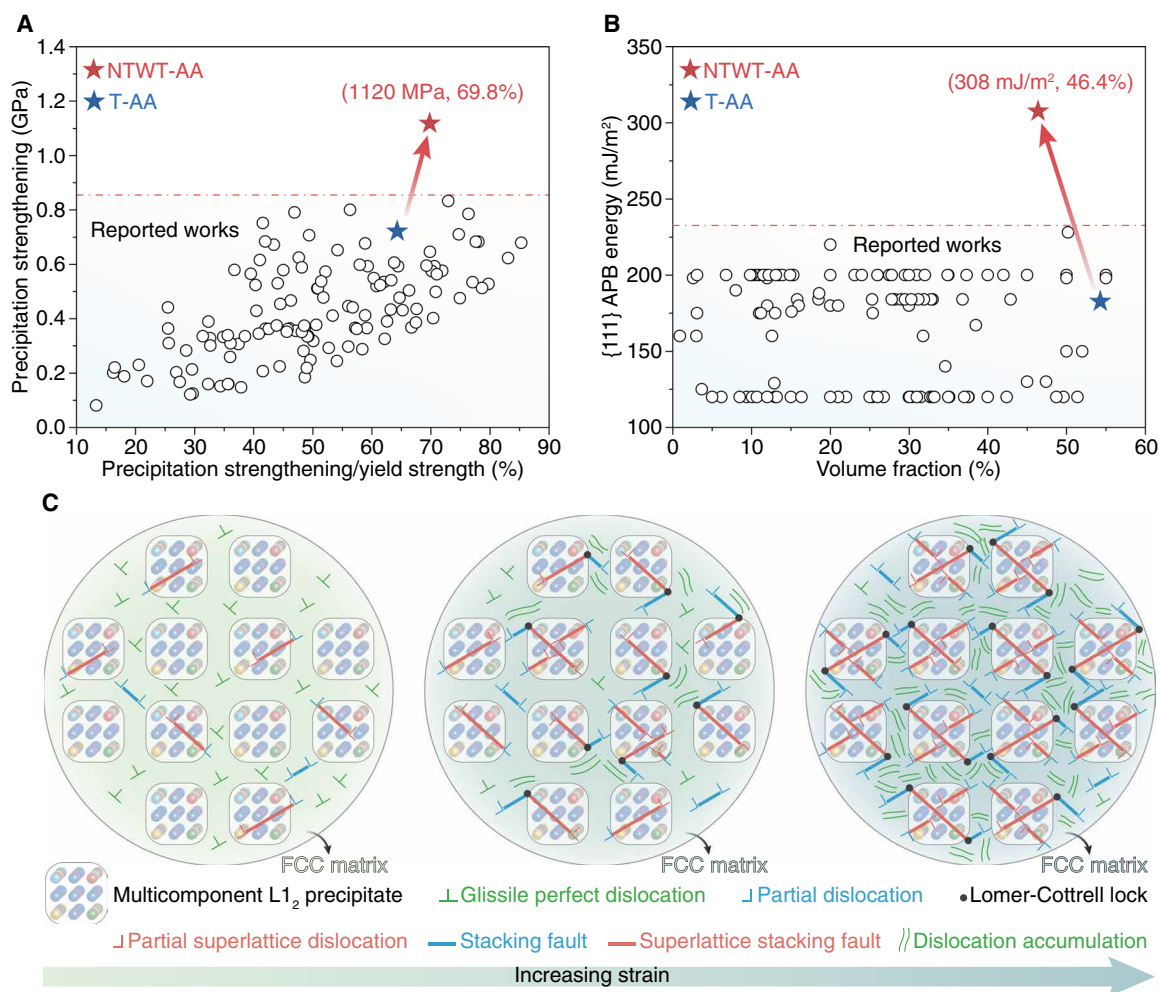 A
Precipitation strengthening (GPa)
1.4
1.2
1.0
0.8
0.6
0.4
0.2
0.0
NTWT-AA
T-AA
(1120 MPa, 69.8%)
Reported works
10 20 30 40 50 60 70 80 90
Precipitation strengthening/yield strength (%)
B
{111} APB energy (mJ/m²)
350
300
250
200
150
100
NTWT-AA
T-AA
(308 mJ/m², 46.4%)
Reported works
0 10 20 30 40 50 60
Volume fraction (%)
C
FCC matrix
FCC matrix
FCC matrix
Multicomponent L1₂ precipitate
Glissile perfect dislocation
Partial dislocation
Lomer-Cottrell lock
Partial superlattice dislocation
Stacking fault
Superlattice stacking fault
Dislocation accumulation
Increasing strain